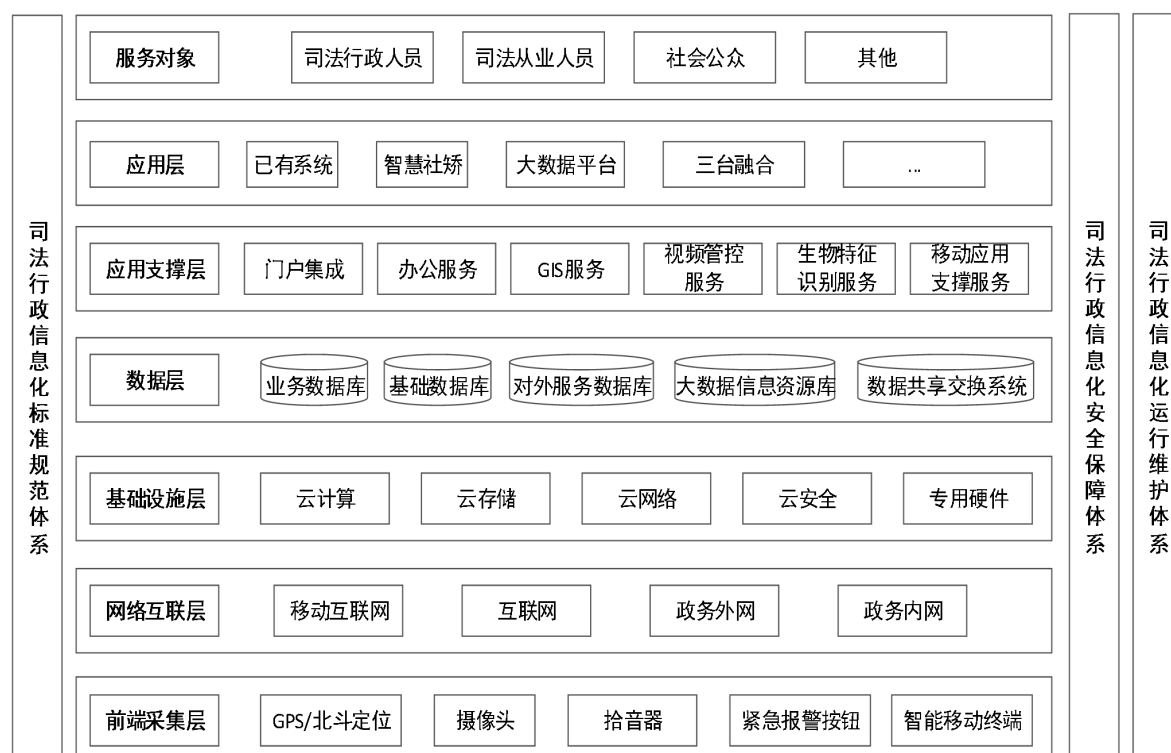 司法行政信息化标准规范体系
服务对象
司法行政人员
司法从业人员
社会公众
其他
应用层
已有系统
智慧社矫
大数据平台
三台融合
...
应用支撑层
门户集成
办公服务
GIS服务
视频管控
服务
生物特征
识别服务
移动应用
支撑服务
数据层
业务数据库
基础数据库
对外服务数据库
大数据信息资源库
数据共享交换系统
基础设施层
云计算
云存储
云网络
云安全
专用硬件
网络互联层
移动互联网
互联网
政务外网
政务内网
前端采集层
GPS/北斗定位
摄像头
拾音器
紧急报警按钮
智能移动终端
司法行政信息化安全保障体系
司法行政信息化运行维护体系